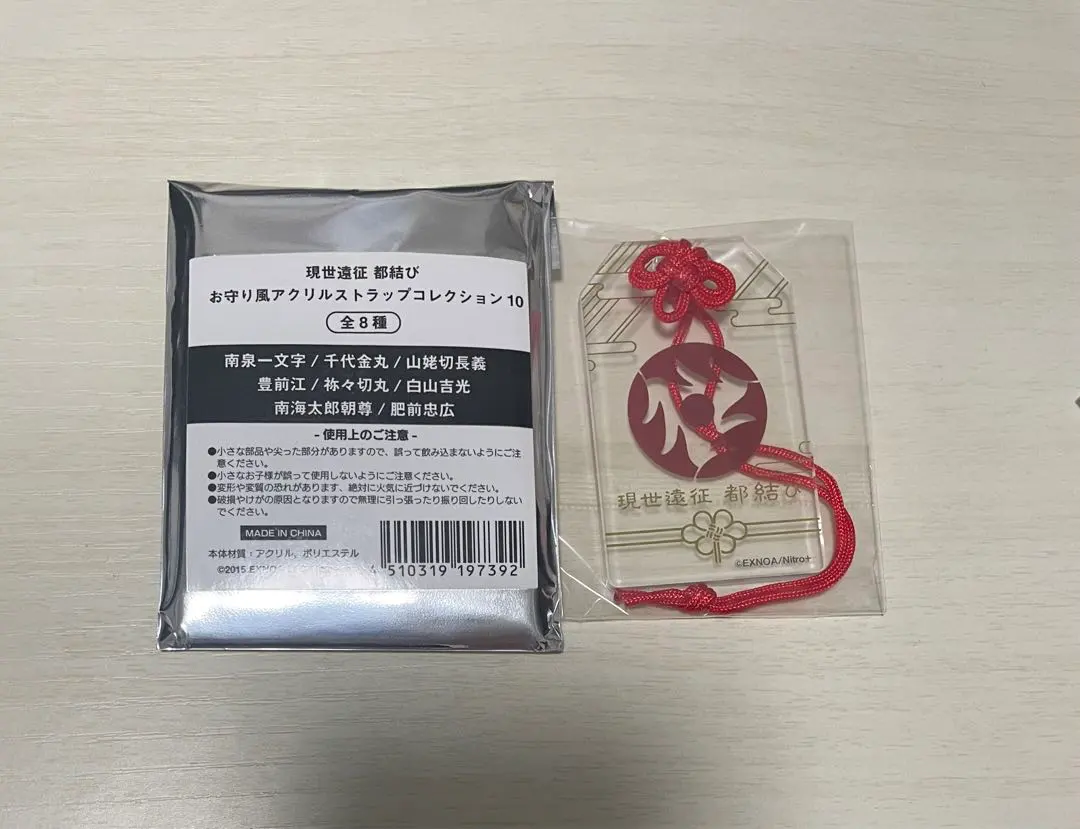 現世遠征 都結び
お守り風アクリルストラップコレクション 10
全8種
南泉一文字 / 千代金丸 / 山姥切長義
豊前江 / 祢々切丸 / 白山吉光
南海太郎朝尊 / 肥前忠広
- 使用上のご注意 -
●小さな部品や尖った部分がありますので、誤って飲み込まないようにご注
意ください。
●小さなお子様が誤って使用しないようにご注意ください。
●変形や変質の恐れがあります、絶対に火気に近づけないでください。
●破損やけがの原因となりますので無理に引っ張ったり振り回したりしない
でください。
MADE IN CHINA
本体材質：アクリル、ポリエステル
©2015 EXNO
4 510319 197392
現世遠征 都結び
©EXNOA/Nitro+